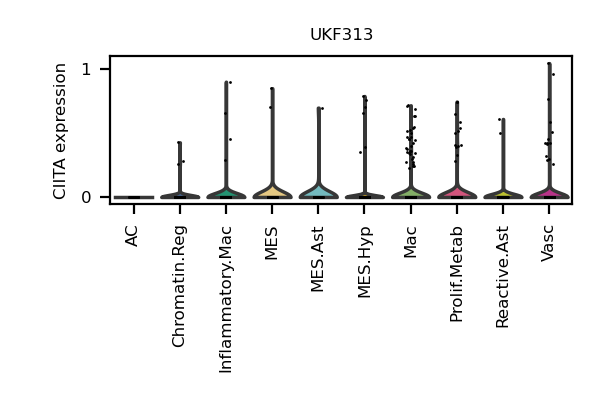 UKF313
CIITA expression
1
0
AC
Chromatin.Reg
Inflammatory.Mac
MES
MES.Ast
MES.Hyp
Mac
Prolif.Metab
Reactive.Ast
Vasc